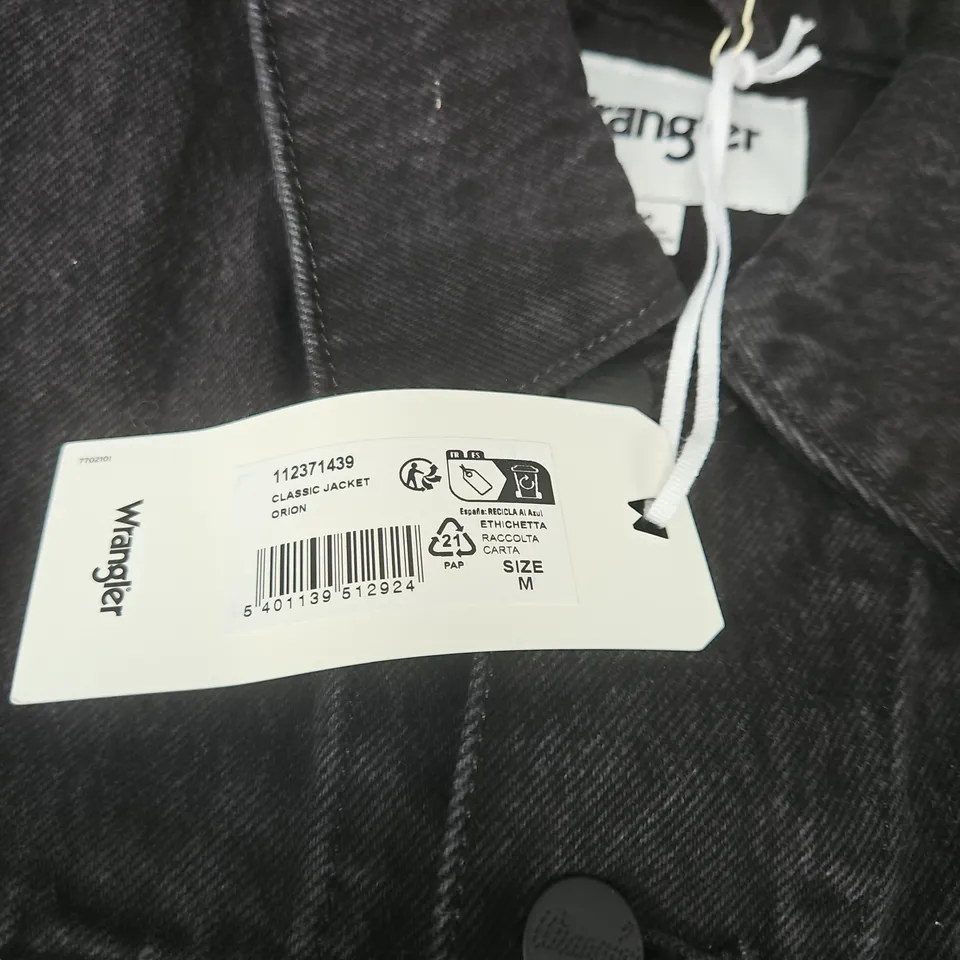 Wrangler
7702101
Wrangler
112371439
CLASSIC JACKET
ORION
FR ES
España: RECICLA Al Azul
21
PAP
ETHICHETTA
RACCOLTA
CARTA
SIZE
M
5 401139 512924